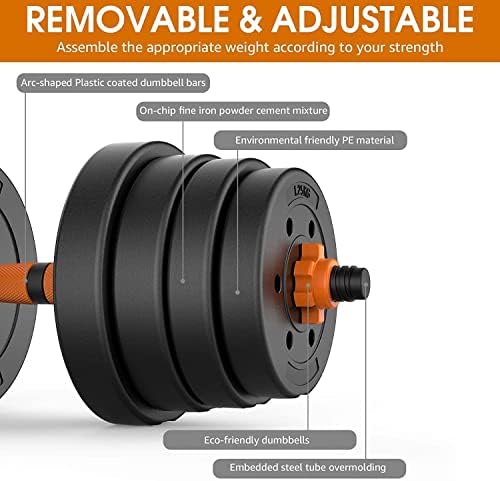 REMOVABLE & ADJUSTABLE
Assemble the appropriate weight according to your strength
Arc-shaped Plastic coated dumbbell bars
On-chip fine iron powder cement mixture
Environmental friendly PE material
1.75KG
Eco-friendly dumbbells
Embedded steel tube overmolding